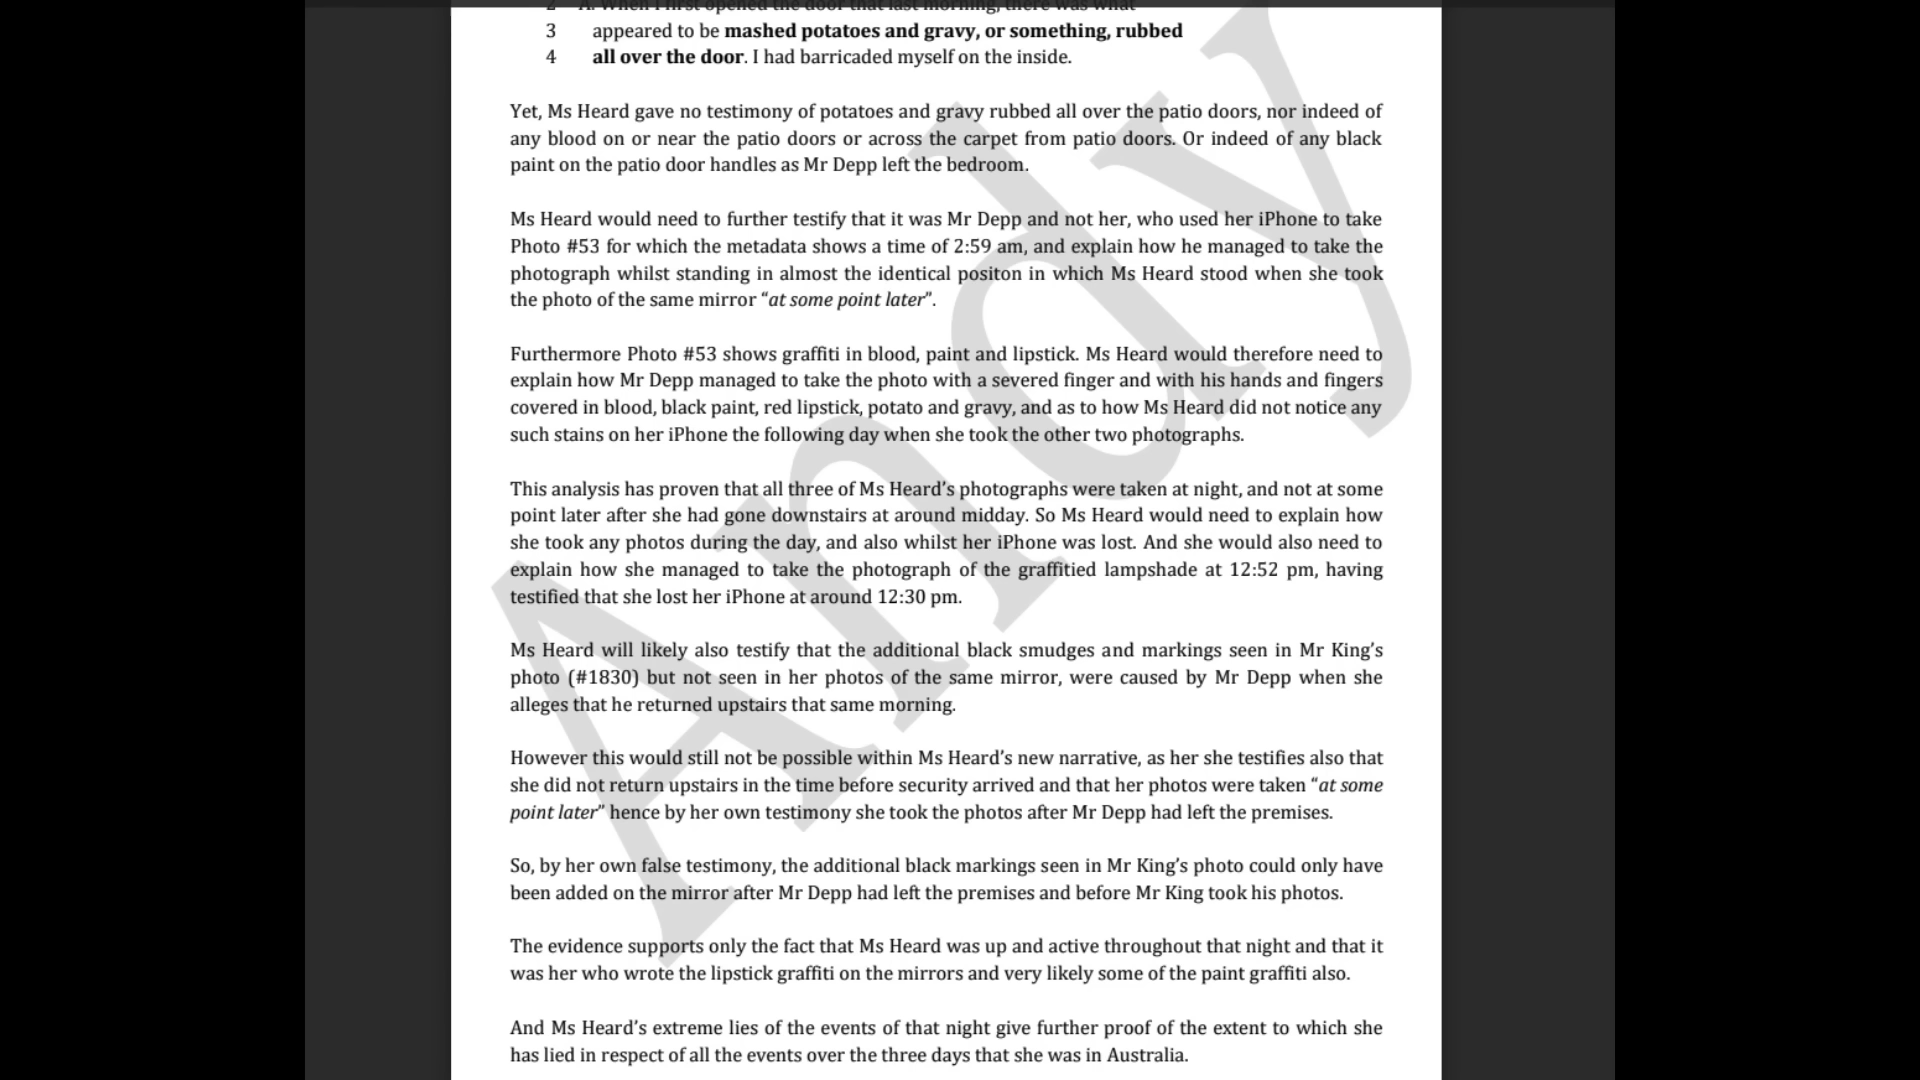 2 A. When I first opened the door that last morning, there was what
3 appeared to be mashed potatoes and gravy, or something, rubbed
4 all over the door. I had barricaded myself on the inside.
Yet, Ms Heard gave no testimony of potatoes and gravy rubbed all over the patio doors, nor indeed of
any blood on or near the patio doors or across the carpet from patio doors. Or indeed of any black
paint on the patio door handles as Mr Depp left the bedroom.
Ms Heard would need to further testify that it was Mr Depp and not her, who used her iPhone to take
Photo #53 for which the metadata shows a time of 2:59 am, and explain how he managed to take the
photograph whilst standing in almost the identical positon in which Ms Heard stood when she took
the photo of the same mirror “at some point later”.
Furthermore Photo #53 shows graffiti in blood, paint and lipstick. Ms Heard would therefore need to
explain how Mr Depp managed to take the photo with a severed finger and with his hands and fingers
covered in blood, black paint, red lipstick, potato and gravy, and as to how Ms Heard did not notice any
such stains on her iPhone the following day when she took the other two photographs.
This analysis has proven that all three of Ms Heard’s photographs were taken at night, and not at some
point later after she had gone downstairs at around midday. So Ms Heard would need to explain how
she took any photos during the day, and also whilst her iPhone was lost. And she would also need to
explain how she managed to take the photograph of the graffitied lampshade at 12:52 pm, having
testified that she lost her iPhone at around 12:30 pm.
Ms Heard will likely also testify that the additional black smudges and markings seen in Mr King’s
photo (#1830) but not seen in her photos of the same mirror, were caused by Mr Depp when she
alleges that he returned upstairs that same morning.
However this would still not be possible within Ms Heard’s new narrative, as her she testifies also that
she did not return upstairs in the time before security arrived and that her photos were taken “at some
point later” hence by her own testimony she took the photos after Mr Depp had left the premises.
So, by her own false testimony, the additional black markings seen in Mr King’s photo could only have
been added on the mirror after Mr Depp had left the premises and before Mr King took his photos.
The evidence supports only the fact that Ms Heard was up and active throughout that night and that it
was her who wrote the lipstick graffiti on the mirrors and very likely some of the paint graffiti also.
And Ms Heard’s extreme lies of the events of that night give further proof of the extent to which she
has lied in respect of all the events over the three days that she was in Australia.
Andy